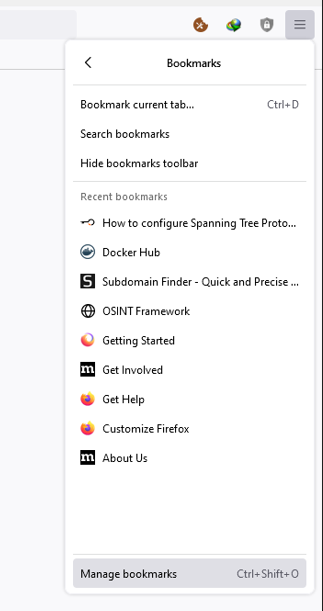 Bookmarks
Bookmark current tab... Ctrl+D
Search bookmarks
Hide bookmarks toolbar
Recent bookmarks
How to configure Spanning Tree Proto...
Docker Hub
Subdomain Finder - Quick and Precise ...
OSINT Framework
Getting Started
Get Involved
Get Help
Customize Firefox
About Us
Manage bookmarks Ctrl+Shift+O